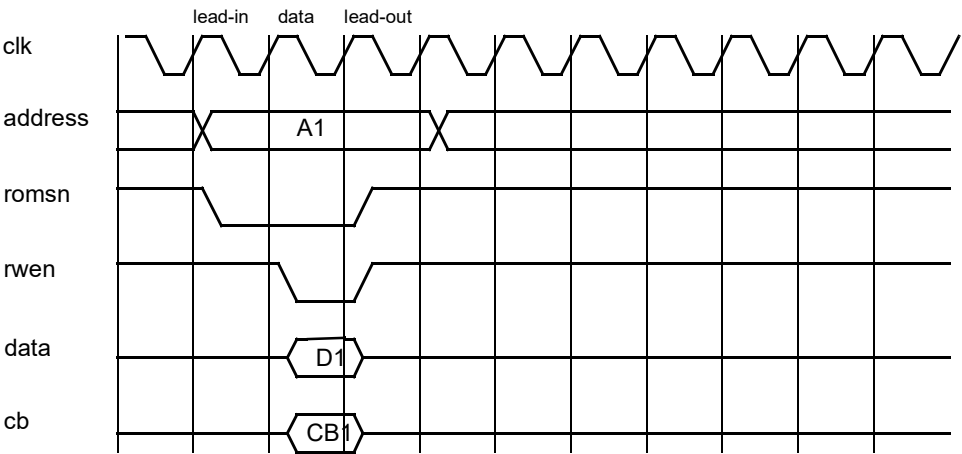 lead-in data lead-out
clk
address A1
romsn
rwen
data D1
cb CB1